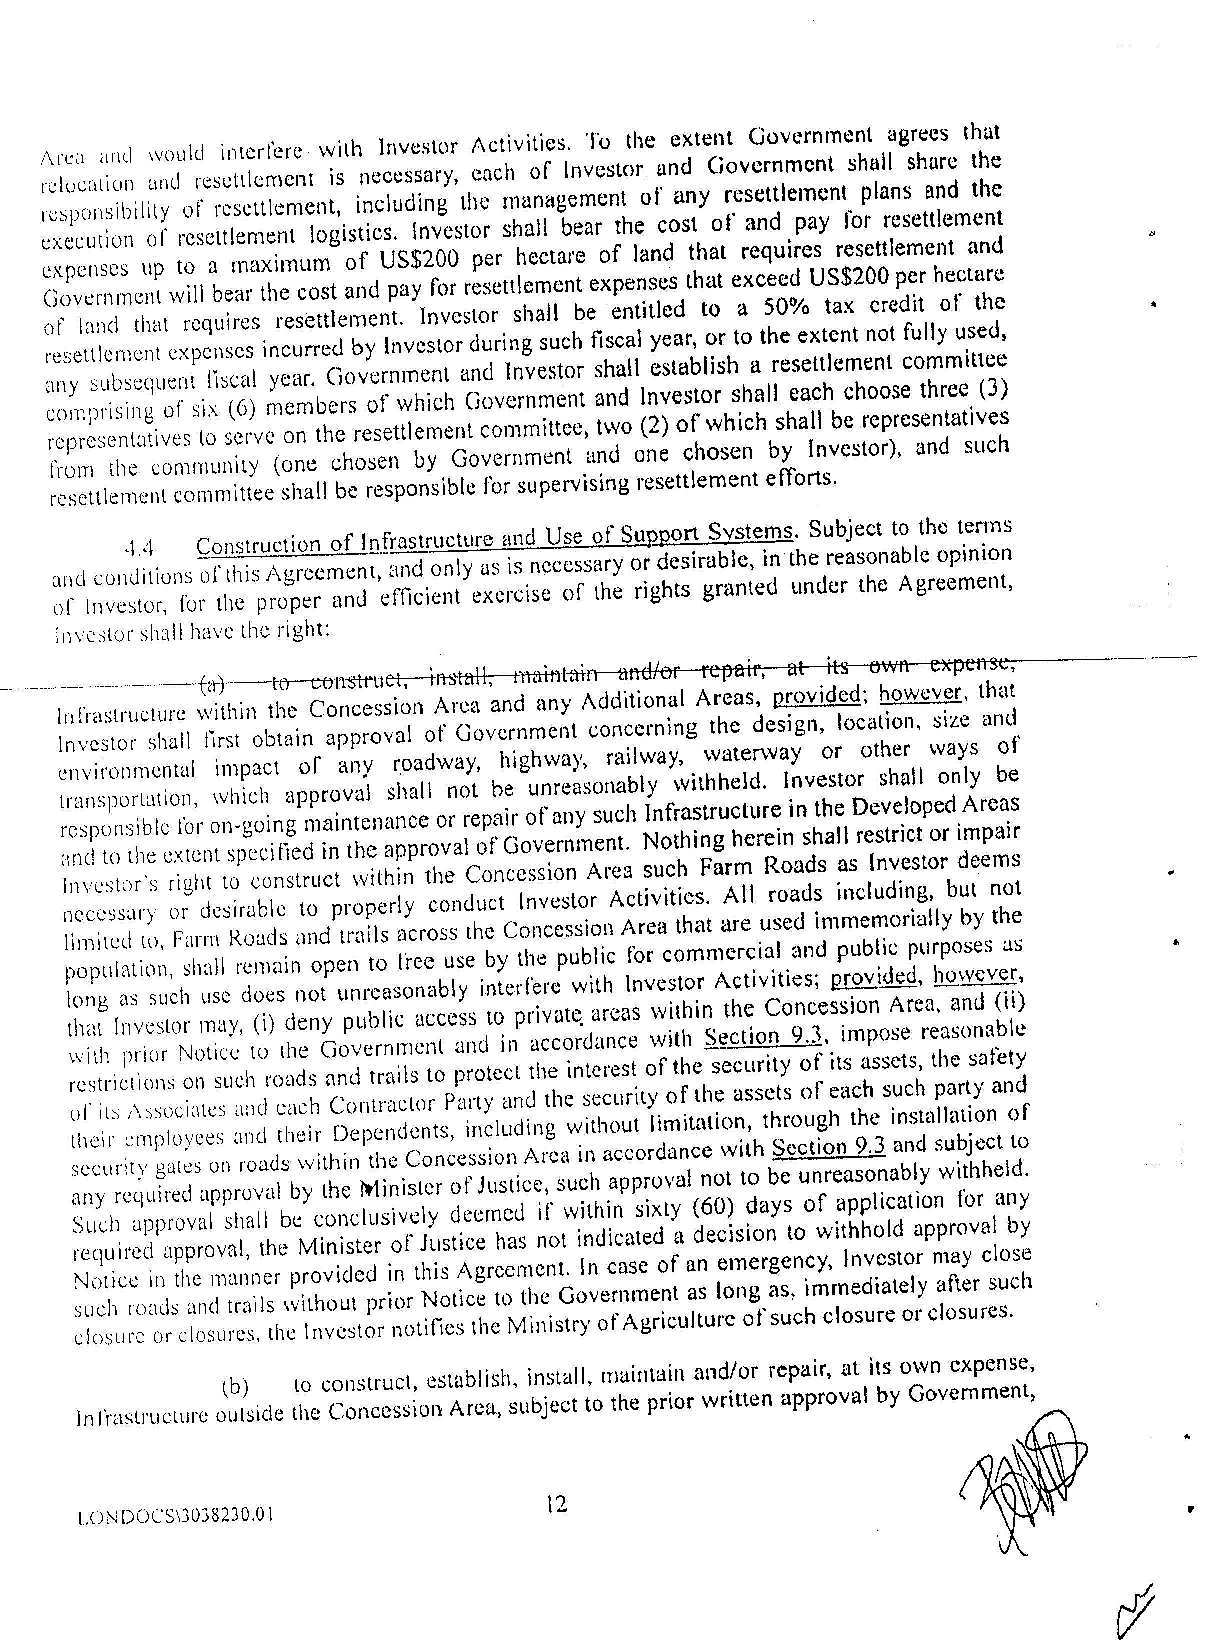 Area and would interfere with Investor Activities. To the extent Government agrees that
relocation and resettlement is necessary, each of Investor and Government shall share the
responsibility of resettlement, including the management of any resettlement plans and the
execution of resettlement logistics. Investor shall bear the cost of and pay for resettlement
expenses up to a maximum of US$200 per hectare of land that requires resettlement and
Government will bear the cost and pay for resettlement expenses that exceed US$200 per hectare
of land that requires resettlement. Investor shall be entitled to a 50% tax credit of the
resettlement expenses incurred by Investor during such fiscal year, or to the extent not fully used,
any subsequent fiscal year. Government and Investor shall establish a resettlement committee
comprising of six (6) members of which Government and Investor shall each choose three (3)
representatives to serve on the resettlement committee, two (2) of which shall be representatives
from the community (one chosen by Government and one chosen by Investor), and such
resettlement committee shall be responsible for supervising resettlement efforts.
4.4 Construction of Infrastructure and Use of Support Systems. Subject to the terms
and conditions of this Agreement, and only as is necessary or desirable, in the reasonable opinion
of Investor, for the proper and efficient exercise of the rights granted under the Agreement,
Investor shall have the right:
(a) to construct, install, maintain and/or repair, at its own expense,
Infrastructure within the Concession Area and any Additional Areas, provided; however, that
Investor shall first obtain approval of Government concerning the design, location, size and
environmental impact of any roadway, highway, railway, waterway or other ways of
transportation, which approval shall not be unreasonably withheld. Investor shall only be
responsible for on-going maintenance or repair of any such Infrastructure in the Developed Areas
and to the extent specified in the approval of Government. Nothing herein shall restrict or impair
Investor's right to construct within the Concession Area such Farm Roads as Investor deems
necessary or desirable to properly conduct Investor Activities. All roads including, but not
limited to, Farm Roads and trails across the Concession Area that are used immemorially by the
population, shall remain open to free use by the public for commercial and public purposes as
long as such use does not unreasonably interfere with Investor Activities; provided, however,
that Investor may, (i) deny public access to private areas within the Concession Area, and (ii)
with prior Notice to the Government and in accordance with Section 9.3, impose reasonable
restrictions on such roads and trails to protect the interest of the security of its assets, the safety
of its Associates and each Contractor Party and the security of the assets of each such party and
their employees and their Dependents, including without limitation, through the installation of
security gates on roads within the Concession Area in accordance with Section 9.3 and subject to
any required approval by the Minister of Justice, such approval not to be unreasonably withheld.
Such approval shall be conclusively deemed if within sixty (60) days of application for any
required approval, the Minister of Justice has not indicated a decision to withhold approval by
Notice in the manner provided in this Agreement. In case of an emergency, Investor may close
such roads and trails without prior Notice to the Government as long as, immediately after such
closure or closures, the Investor notifies the Ministry of Agriculture of such closure or closures.
(b) to construct, establish, install, maintain and/or repair, at its own expense,
Infrastructure outside the Concession Area, subject to the prior written approval by Government,
12
LONDOCS\3038230.01